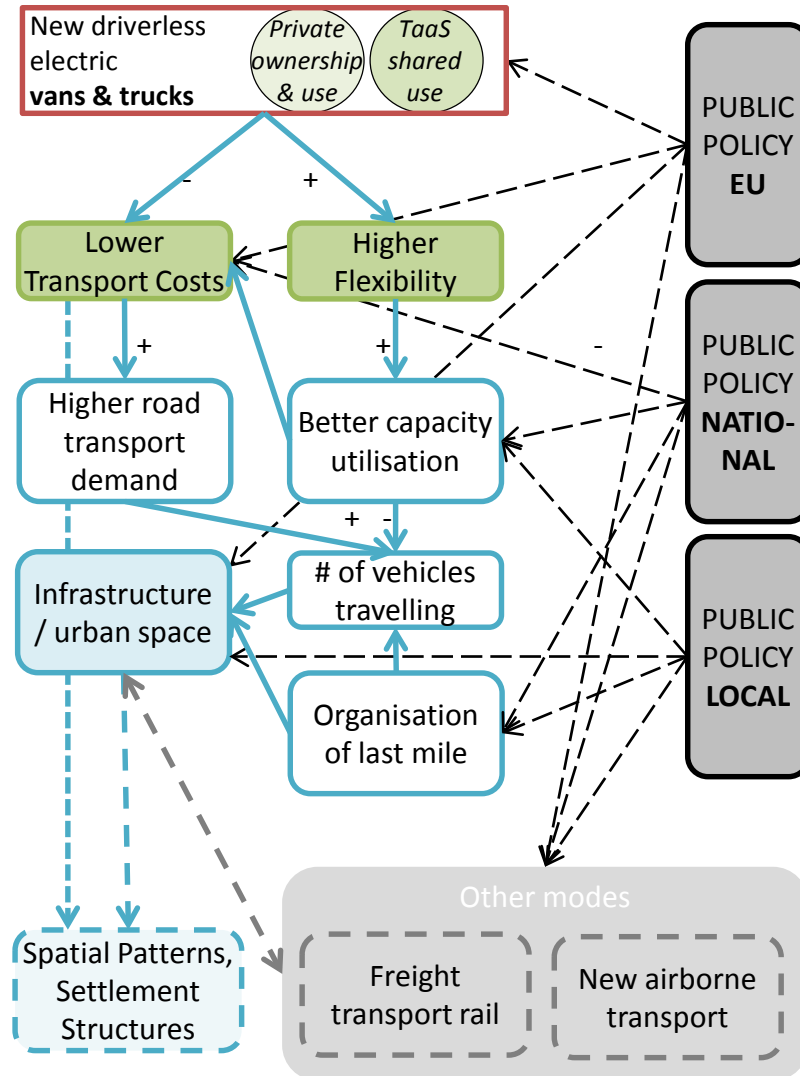 New driverless
electric
vans & trucks
Private
ownership
& use
TaaS
shared
use
PUBLIC
POLICY
EU
-
+
Lower
Transport Costs
Higher
Flexibility
+
+
-
PUBLIC
POLICY
NATIO-
NAL
Higher road
transport
demand
Better capacity
utilisation
+ -
Infrastructure
/ urban space
# of vehicles
travelling
PUBLIC
POLICY
LOCAL
Organisation
of last mile
Other modes
Spatial Patterns,
Settlement
Structures
Freight
transport rail
New airborne
transport